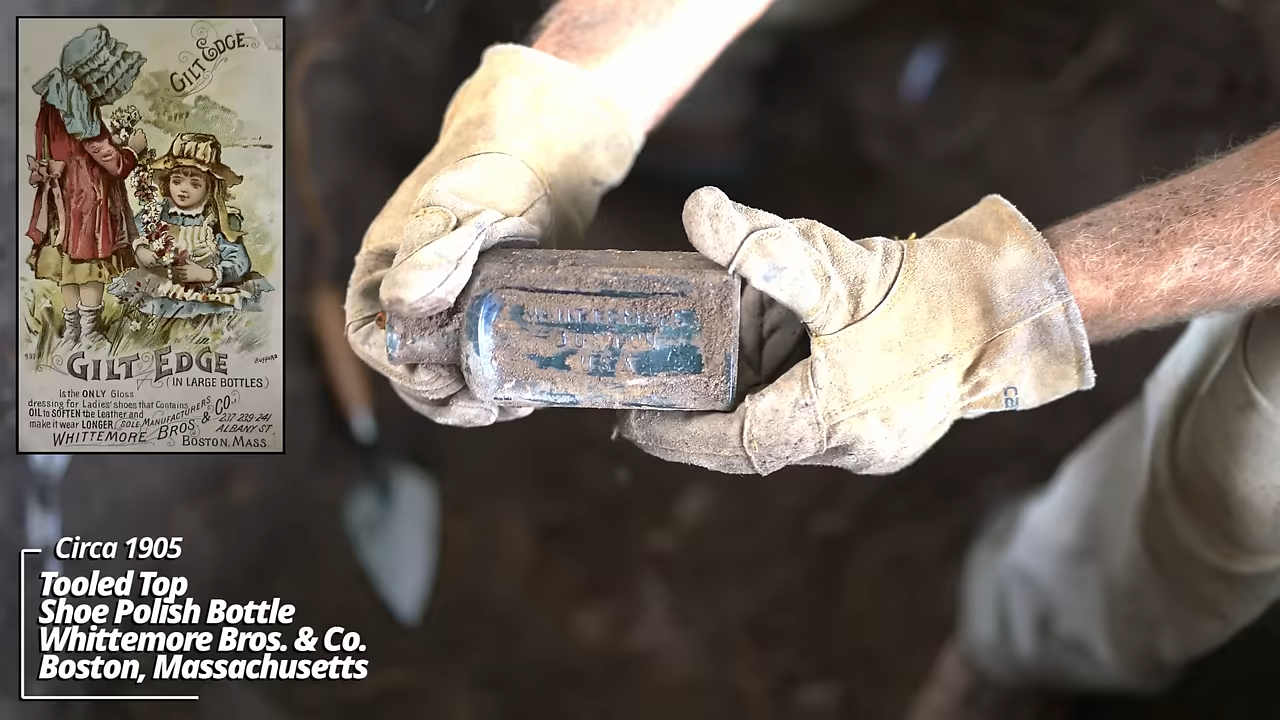 GILT EDGE.
GILT EDGE
(IN LARGE BOTTLES)
Is the ONLY Gloss
dressing for Ladies' shoes that Contains
OIL to SOFTEN the Leather and
make it wear LONGER.
SOLE MANUFACTURERS
WHITTEMORE BROS & CO.
237-239-241
ALBANY ST
BOSTON, MASS.
Circa 1905
Tooled Top
Shoe Polish Bottle
Whittemore Bros. & Co.
Boston, Massachusetts